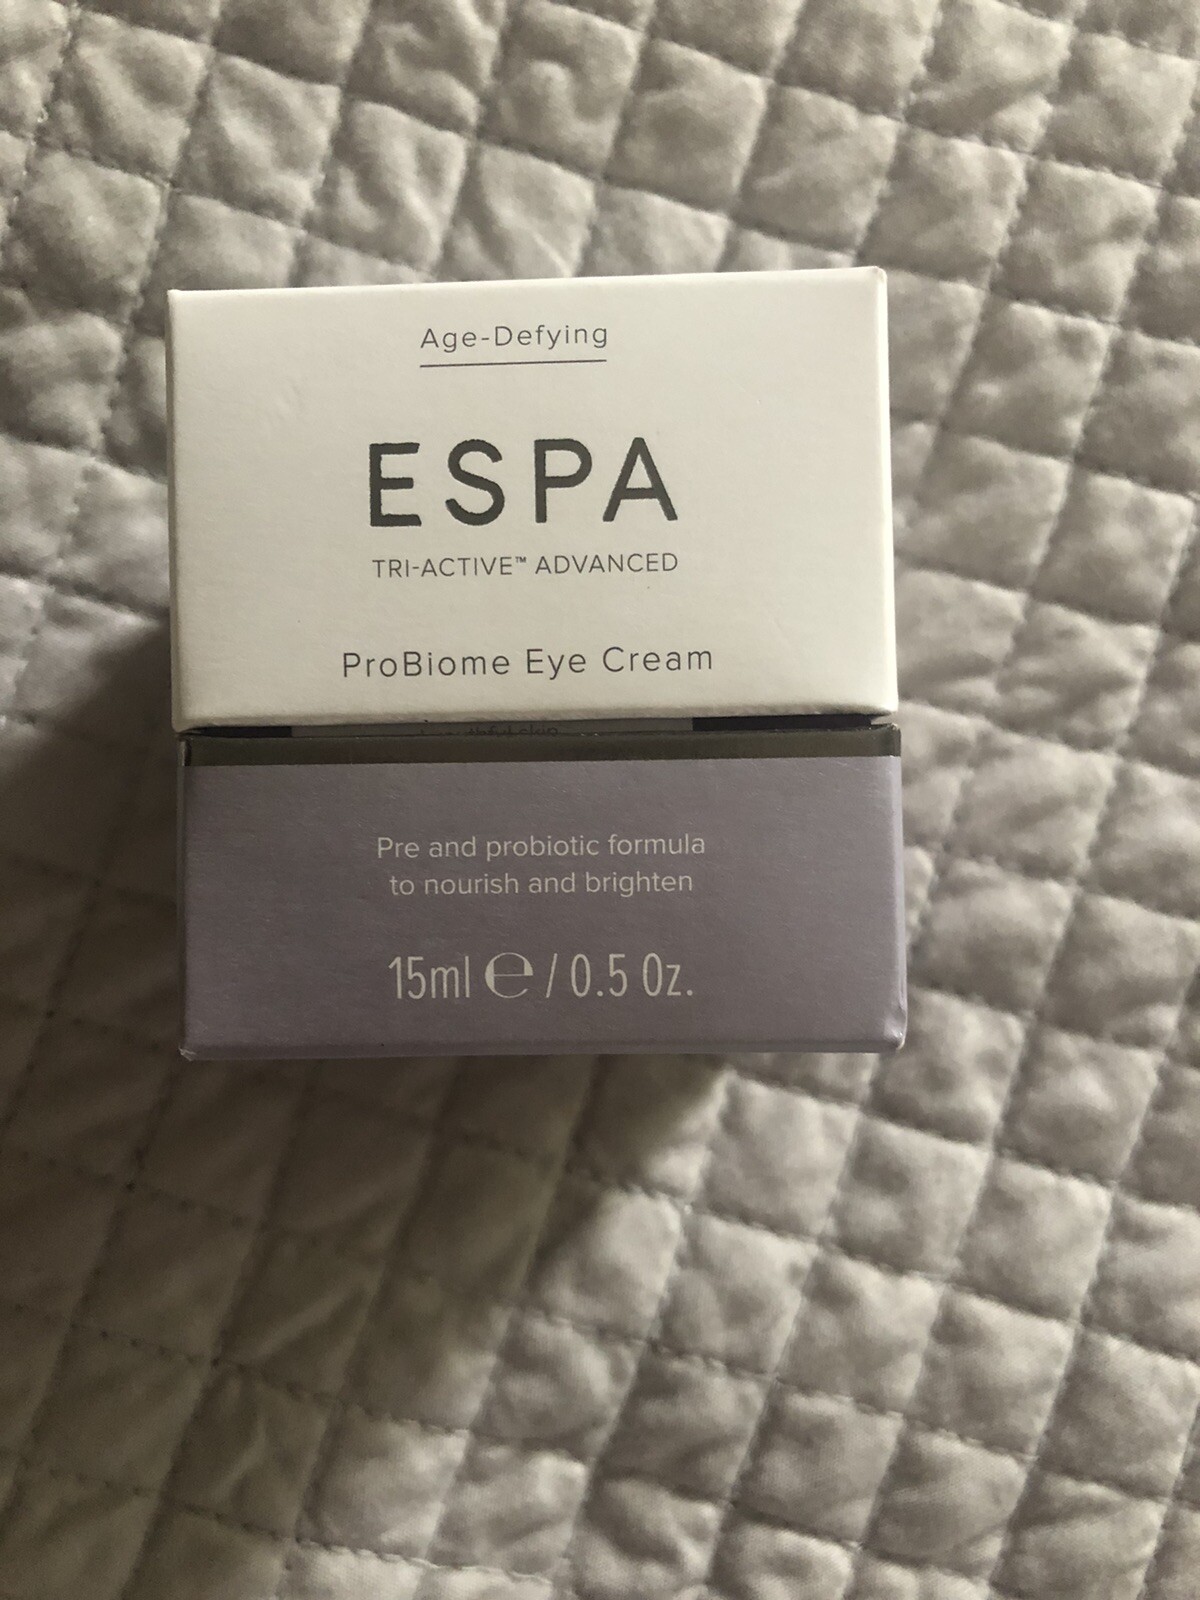 Age-Defying
ESPA
TRI-ACTIVE™ ADVANCED
ProBiome Eye Cream
skin
Pre and probiotic formula
to nourish and brighten
15ml ℮ / 0.5 Oz.